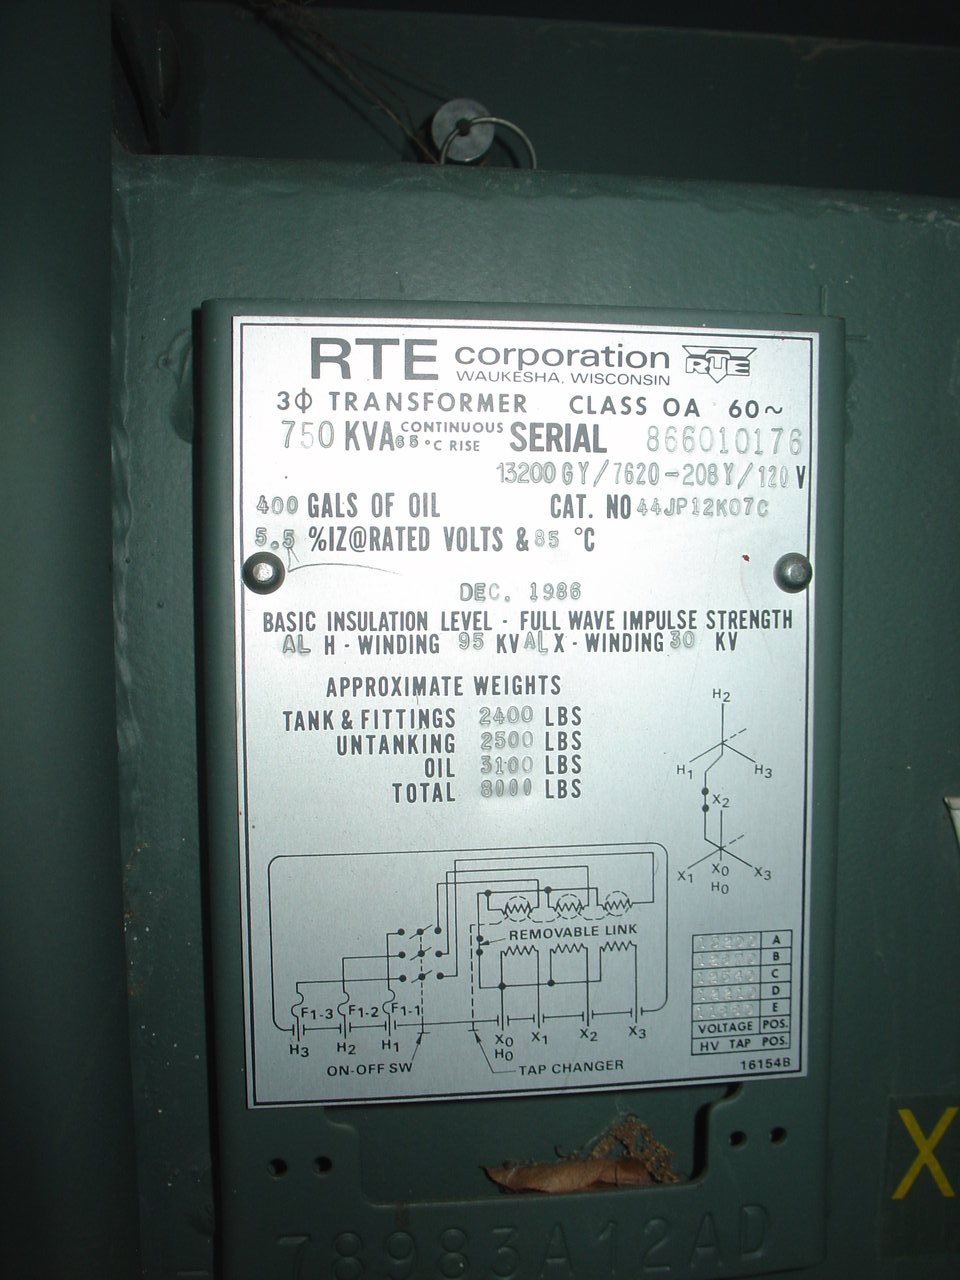 RTE corporation RTE
WAUKESHA, WISCONSIN
3Φ TRANSFORMER CLASS OA 60~
750 KVA CONTINUOUS 65 °C RISE SERIAL 866010176
13200GY/7620-208Y/120 V
400 GALS OF OIL CAT. NO 44JP12K07C
5.5 %IZ@RATED VOLTS & 85 °C
DEC. 1986
BASIC INSULATION LEVEL - FULL WAVE IMPULSE STRENGTH
AL H - WINDING 95 KV AL X - WINDING 30 KV
APPROXIMATE WEIGHTS
TANK & FITTINGS 2400 LBS
UNTANKING 2500 LBS
OIL 3100 LBS
TOTAL 8000 LBS
H2
H1 H3
X2
X1 X0 X3
H0
REMOVABLE LINK
F1-3 F1-2 F1-1
H3 H2 H1 X0 X1 X2 X3
H0
ON-OFF SW TAP CHANGER
A
B
C
D
E
VOLTAGE POS.
HV TAP POS.
16154B
78983A12AD
X